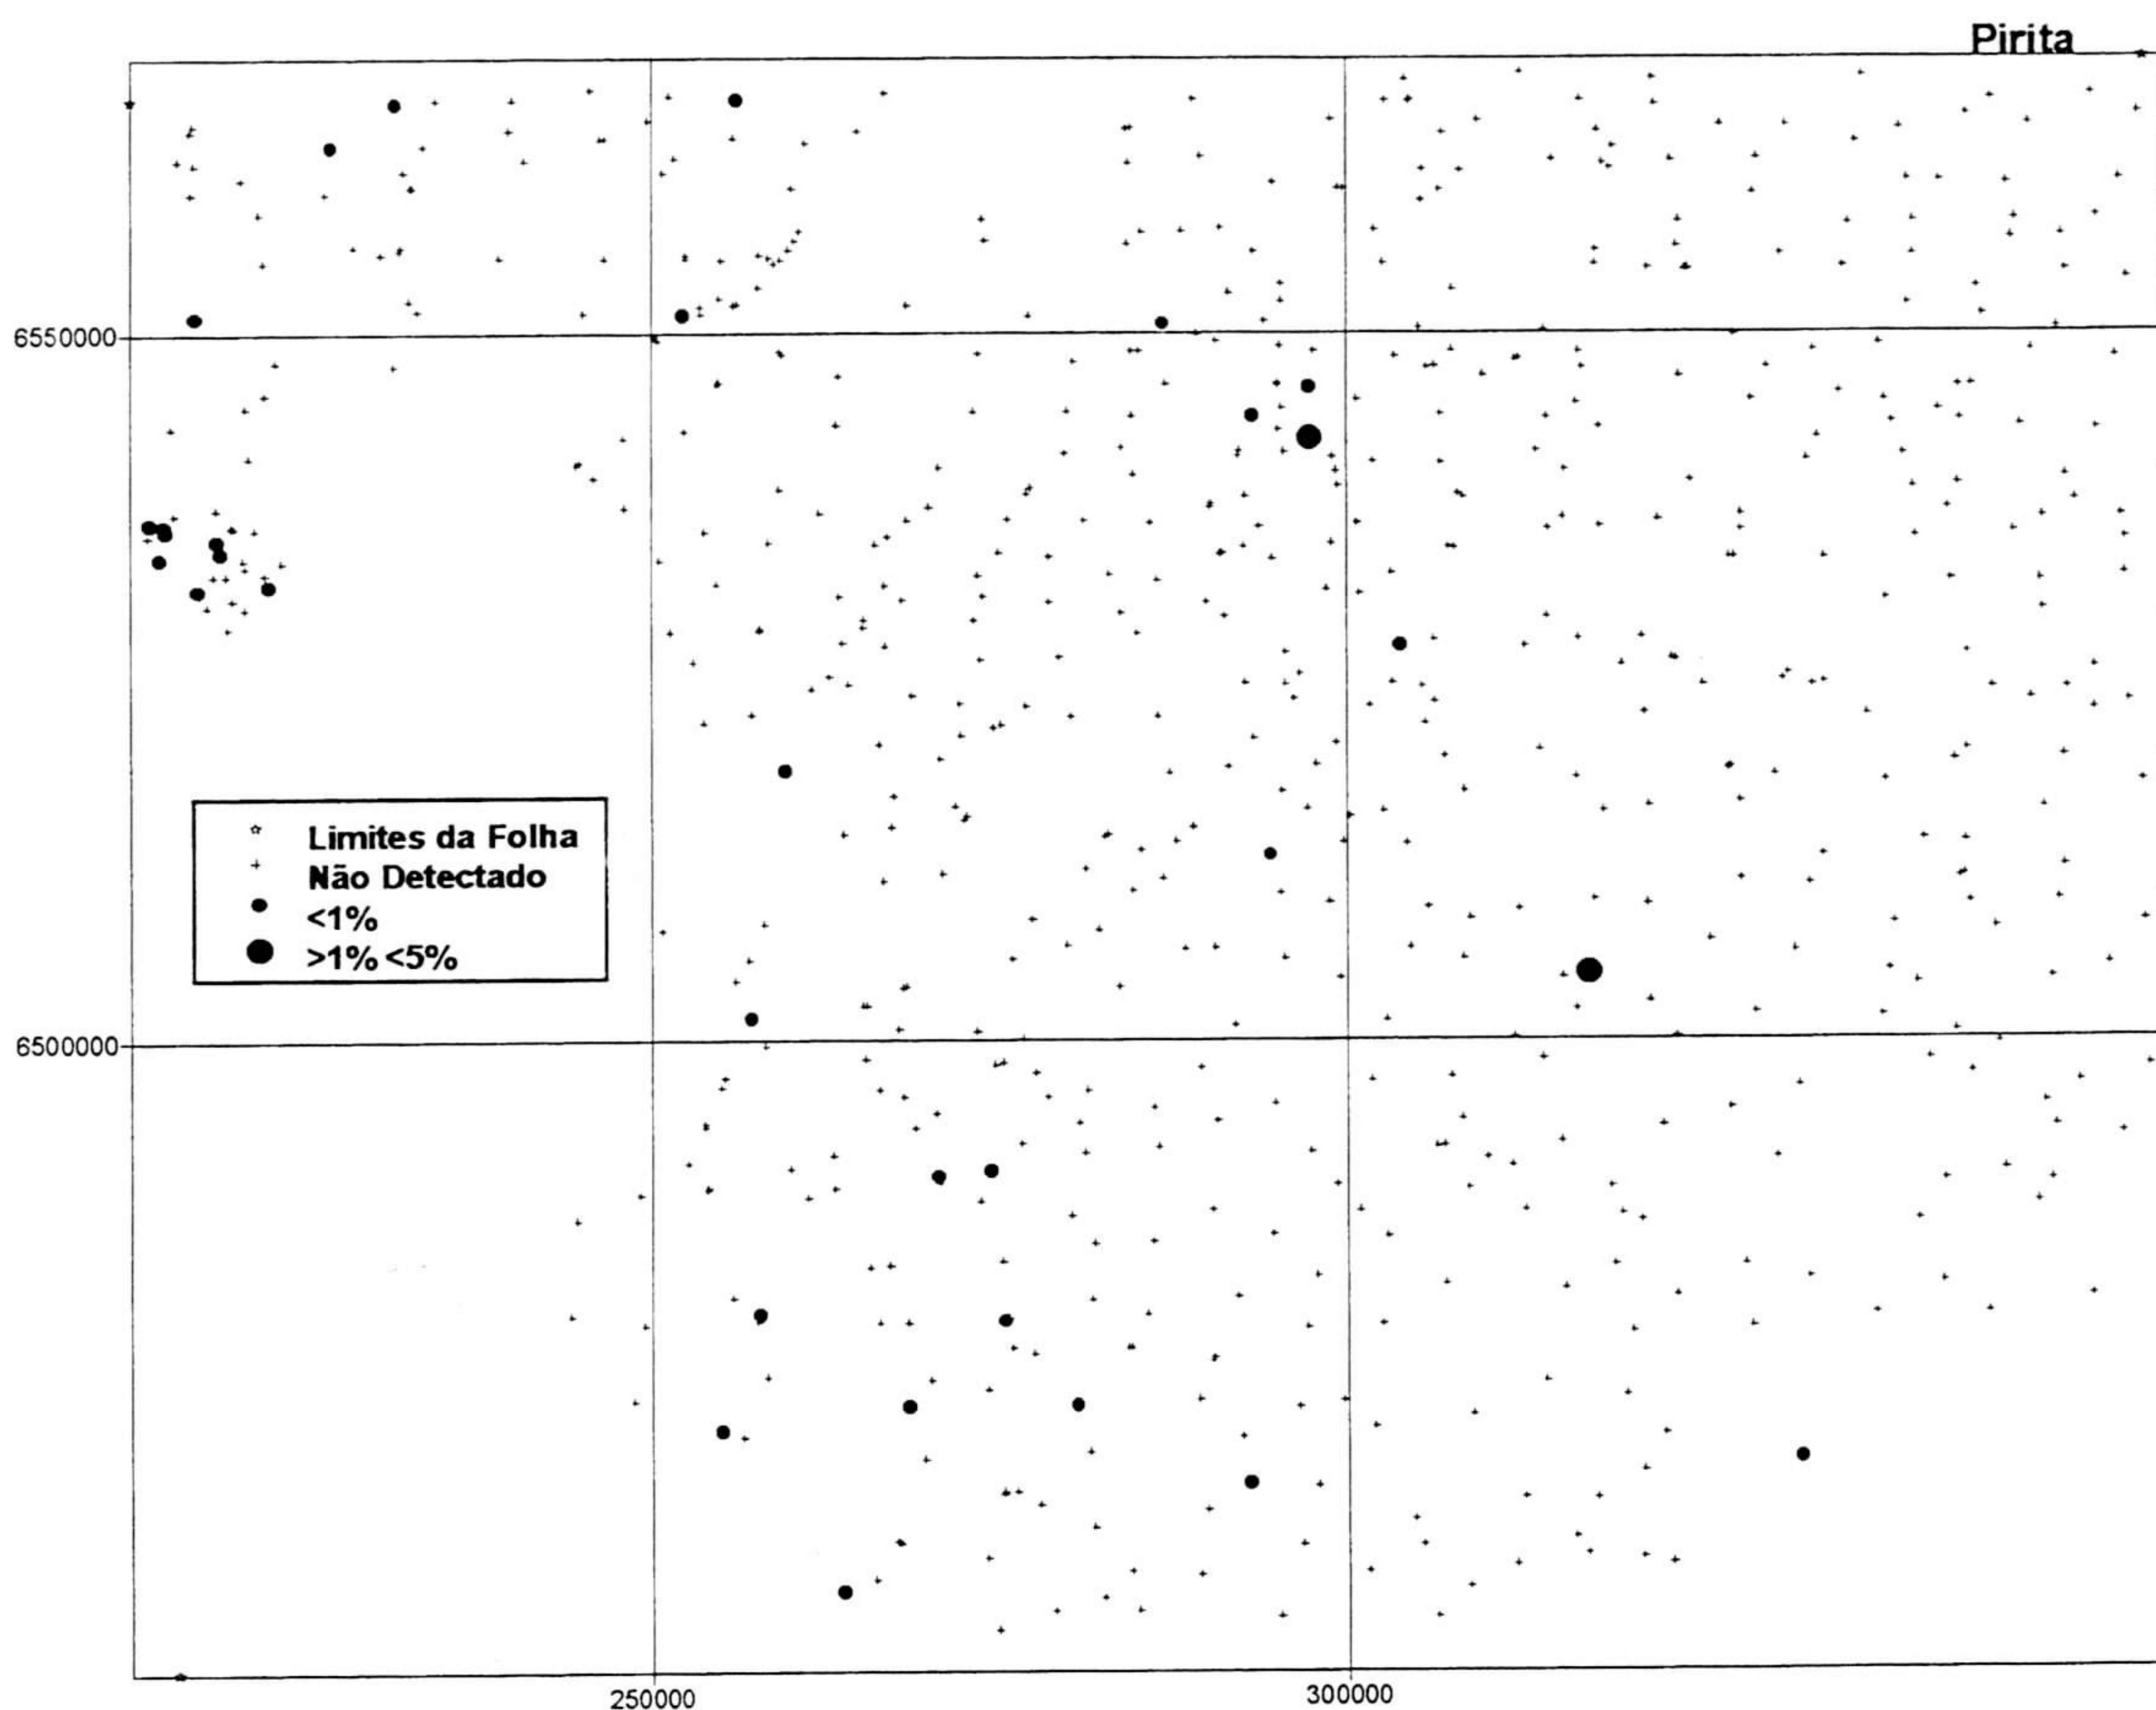 Pirita
6550000
Limites da Folha
Não Detectado
<1%
>1% <5%
6500000
250000
300000